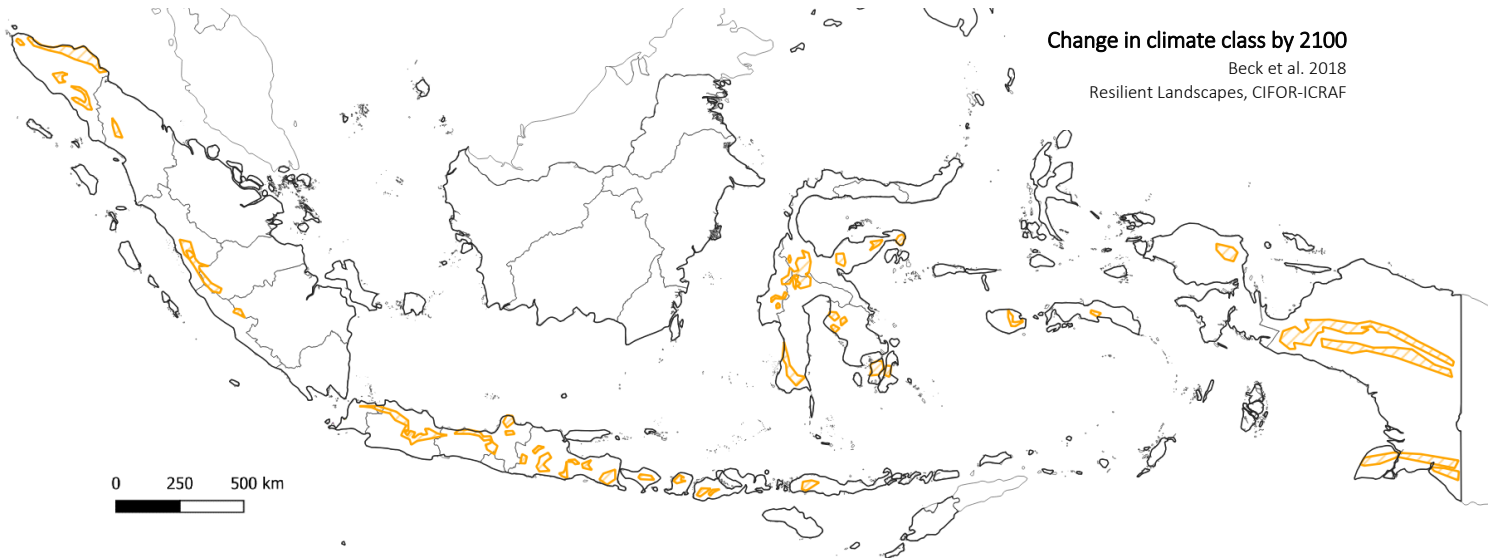 Change in climate class by 2100
Beck et al. 2018
Resilient Landscapes, CIFOR-ICRAF
0 250 500 km